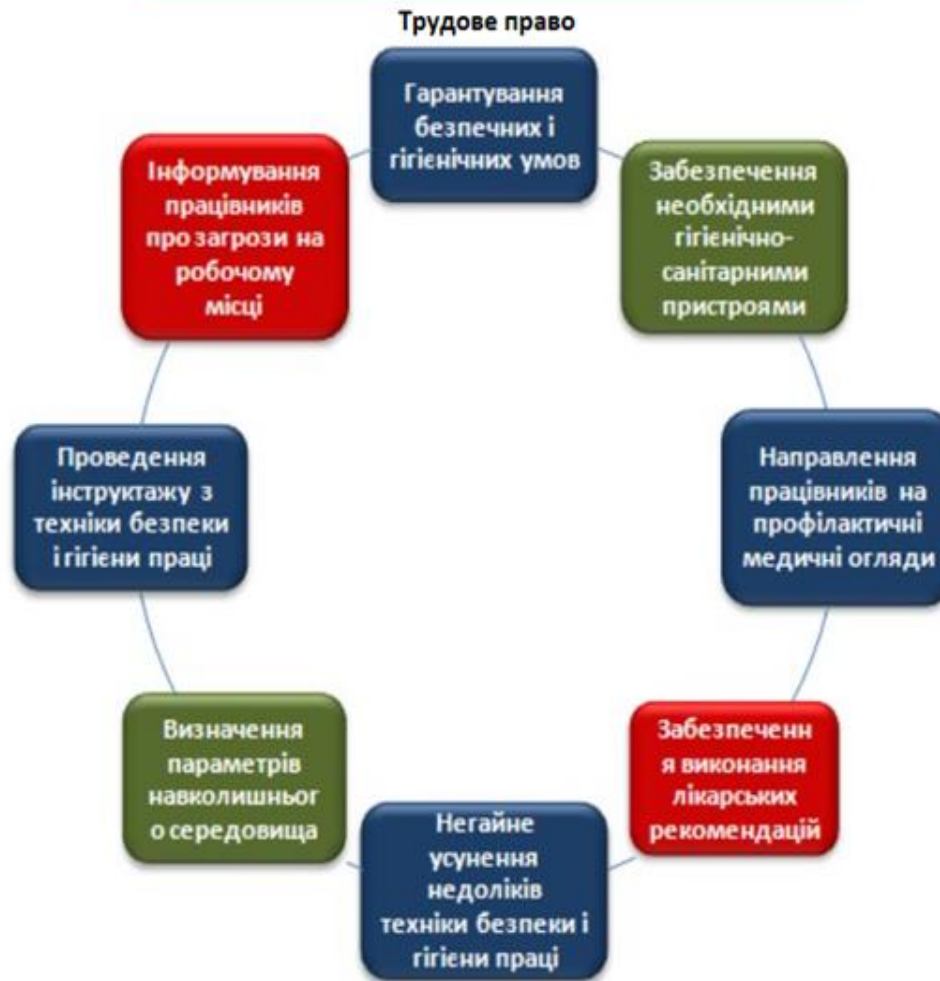 Трудове право
Гарантування
безпечних і
гігієнічних умов
Забезпечення
необхідними
гігієнічно-
санітарними
пристроями
Направлення
працівників на
профілактичні
медичні огляди
Забезпеченн
я виконання
лікарських
рекомендацій
Негайне
усунення
недоліків
техніки безпеки і
гігієни праці
Визначення
параметрів
навколишньог
о середовища
Проведення
інструктажу з
техніки безпеки
і гігієни праці
Інформування
працівників
про загрози на
робочому
місці